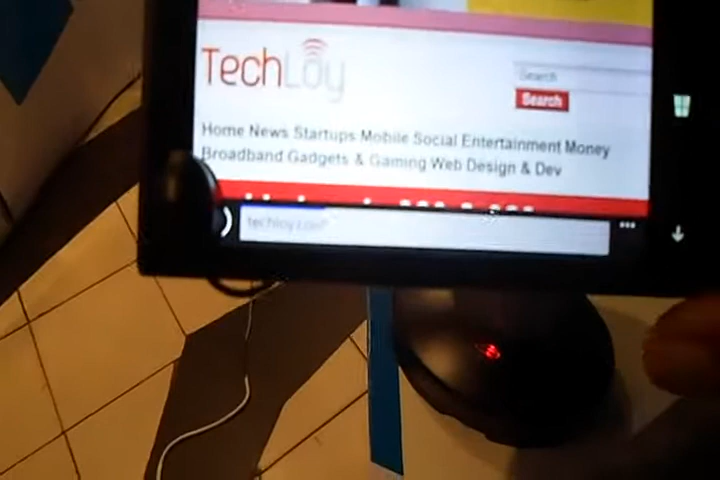 TechLoy
Search
Search
Home News Startups Mobile Social Entertainment Money
Broadband Gadgets & Gaming Web Design & Dev
techloy.com